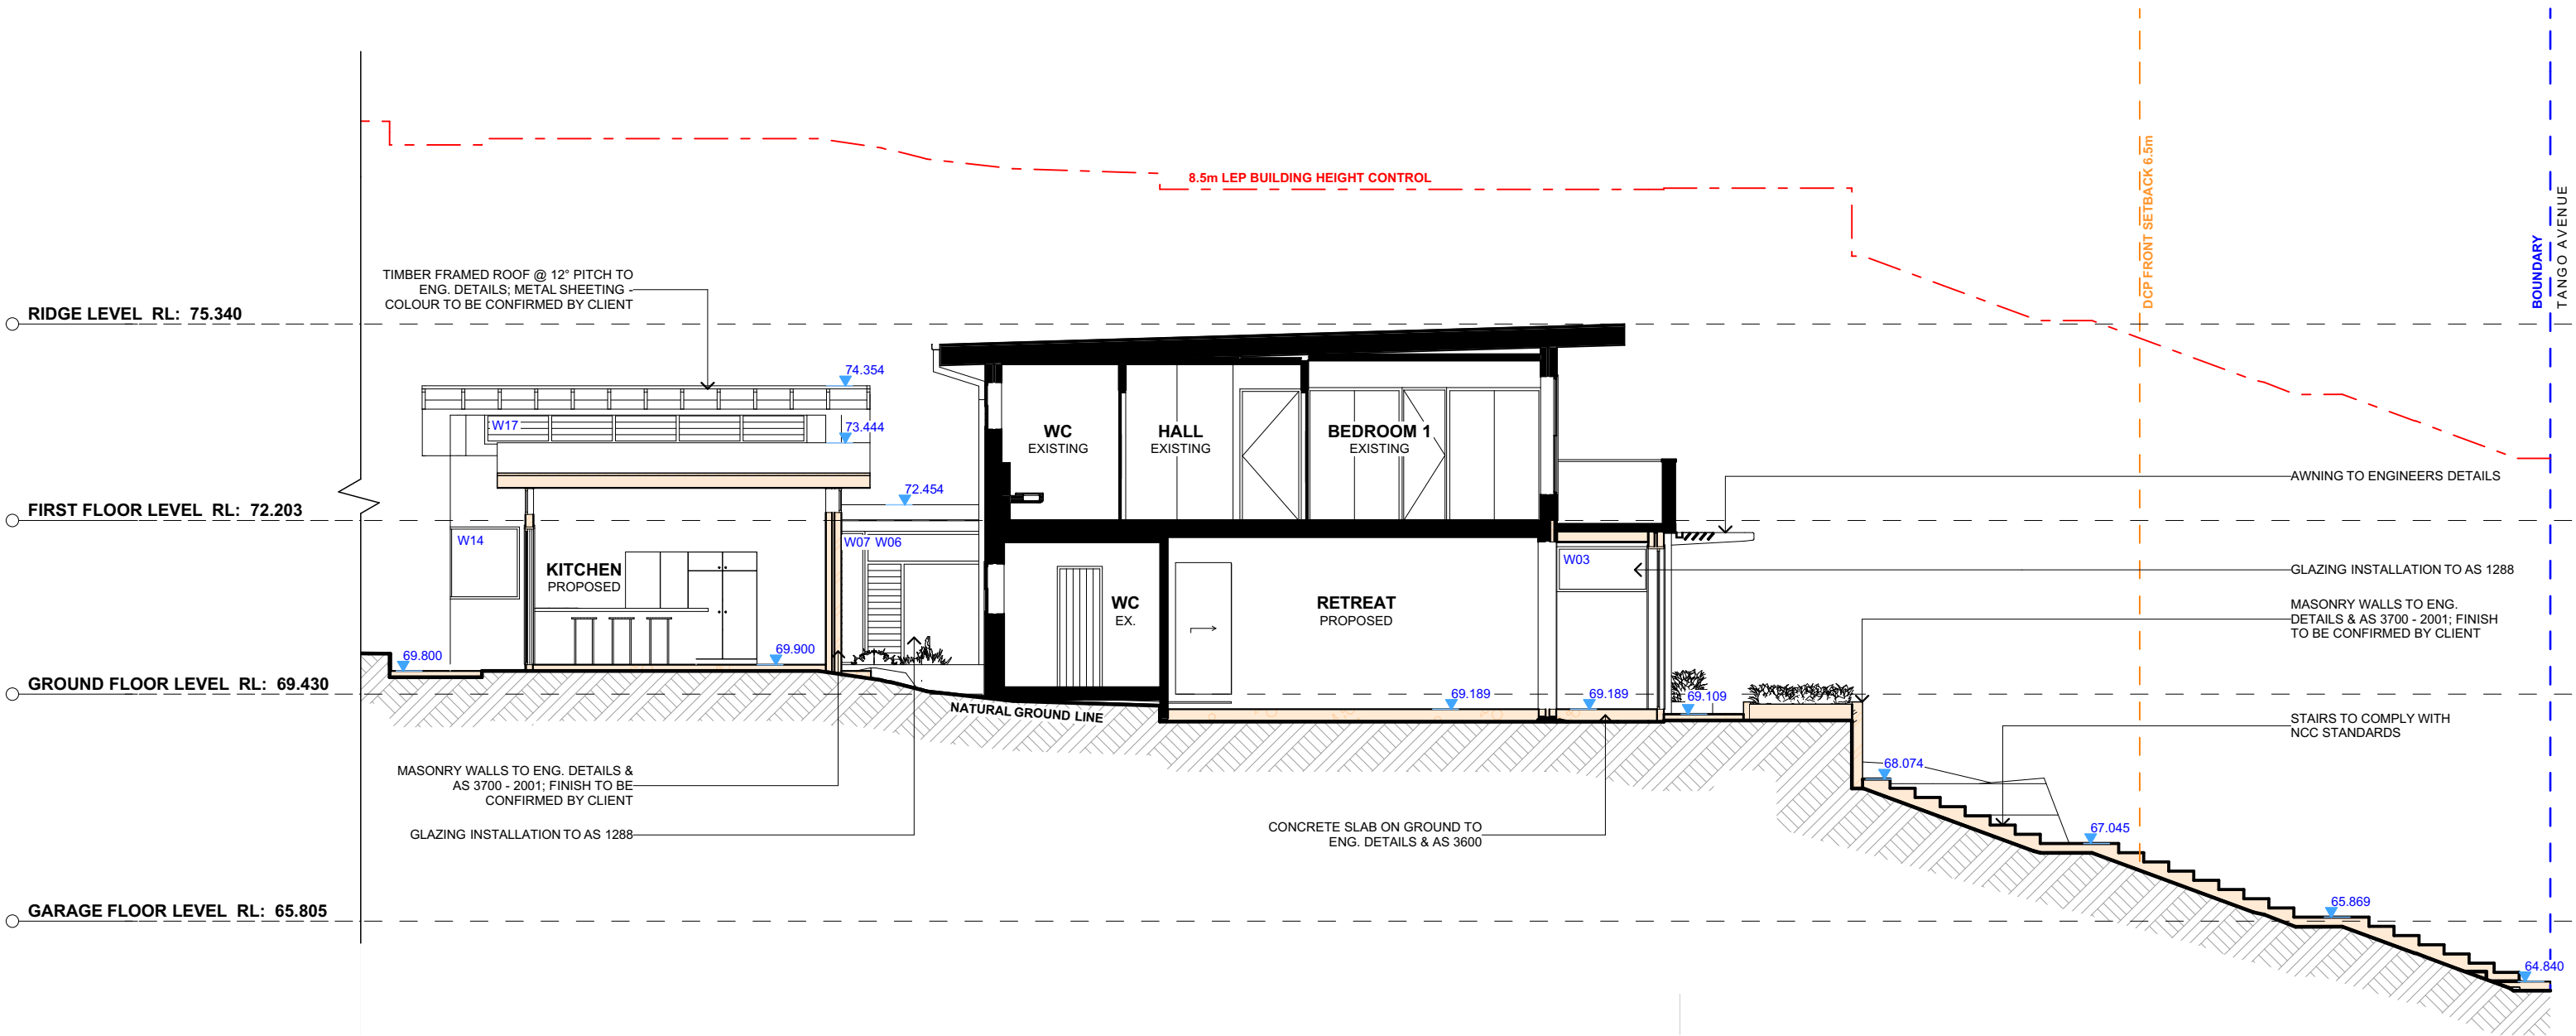 8.5m LEP BUILDING HEIGHT CONTROL
DCP FRONT SETBACK 6.5m
BOUNDARY
TANGO AVENUE
TIMBER FRAMED ROOF @ 12° PITCH TO
ENG. DETAILS; METAL SHEETING -
COLOUR TO BE CONFIRMED BY CLIENT
RIDGE LEVEL RL: 75.340
74.354
W17
73.444
WC
EXISTING
HALL
EXISTING
BEDROOM 1
EXISTING
AWNING TO ENGINEERS DETAILS
72.454
FIRST FLOOR LEVEL RL: 72.203
W14
W07 W06
W03
KITCHEN
PROPOSED
GLAZING INSTALLATION TO AS 1288
WC
EX.
RETREAT
PROPOSED
MASONRY WALLS TO ENG.
DETAILS & AS 3700 - 2001; FINISH
TO BE CONFIRMED BY CLIENT
69.800
69.900
GROUND FLOOR LEVEL RL: 69.430
69.189
69.189
69.109
NATURAL GROUND LINE
STAIRS TO COMPLY WITH
NCC STANDARDS
68.074
MASONRY WALLS TO ENG. DETAILS &
AS 3700 - 2001; FINISH TO BE
CONFIRMED BY CLIENT
GLAZING INSTALLATION TO AS 1288
CONCRETE SLAB ON GROUND TO
ENG. DETAILS & AS 3600
67.045
GARAGE FLOOR LEVEL RL: 65.805
65.869
64.840